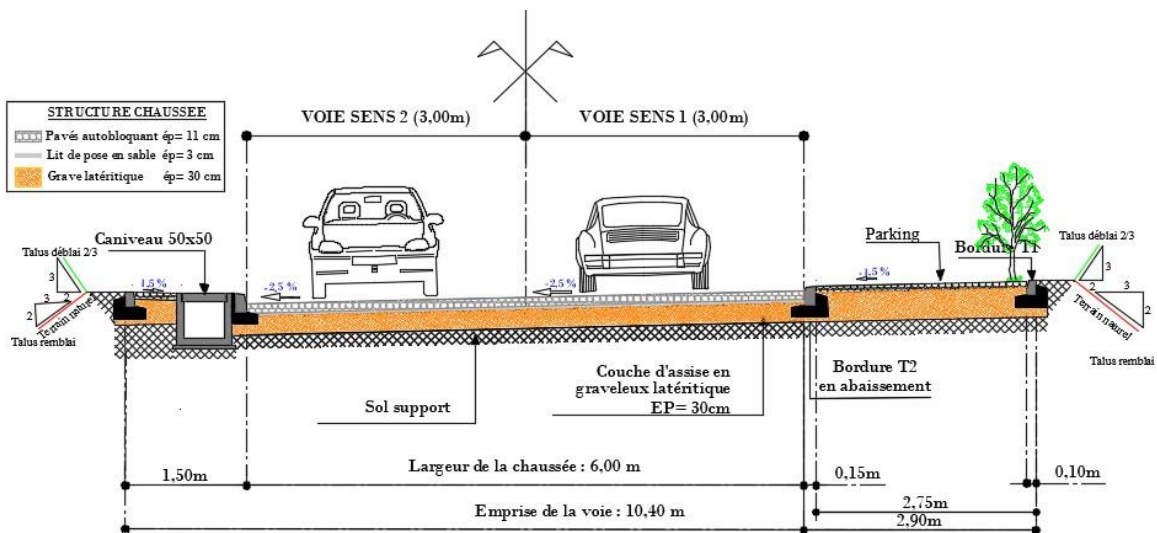 VOIE SENS 2 (3,00m)
VOIE SENS 1 (3,00m)
STRUCTURE CHAUSSEE
Pavés autobloquant ép= 11 cm
Lit de pose en sable ép= 3 cm
Grave latéritique ép= 30 cm
Caniveau 50x50
Parking
Bordure T1
Talus déblai 2/3
Talus déblai 2/3
3
2
3
2
1,5 %
-2,5 %
-2,5 %
-1,5 %
3
2
2
3
2
Terrain naturel
Terrain naturel
Talus remblai
Talus remblai
Sol support
Couche d'assise en
graveleux latéritique
EP= 30cm
Bordure T2
en abaissement
1,50m
Largeur de la chaussée : 6,00 m
0,15m
0,10m
2,75m
Emprise de la voie : 10,40 m
2,90m